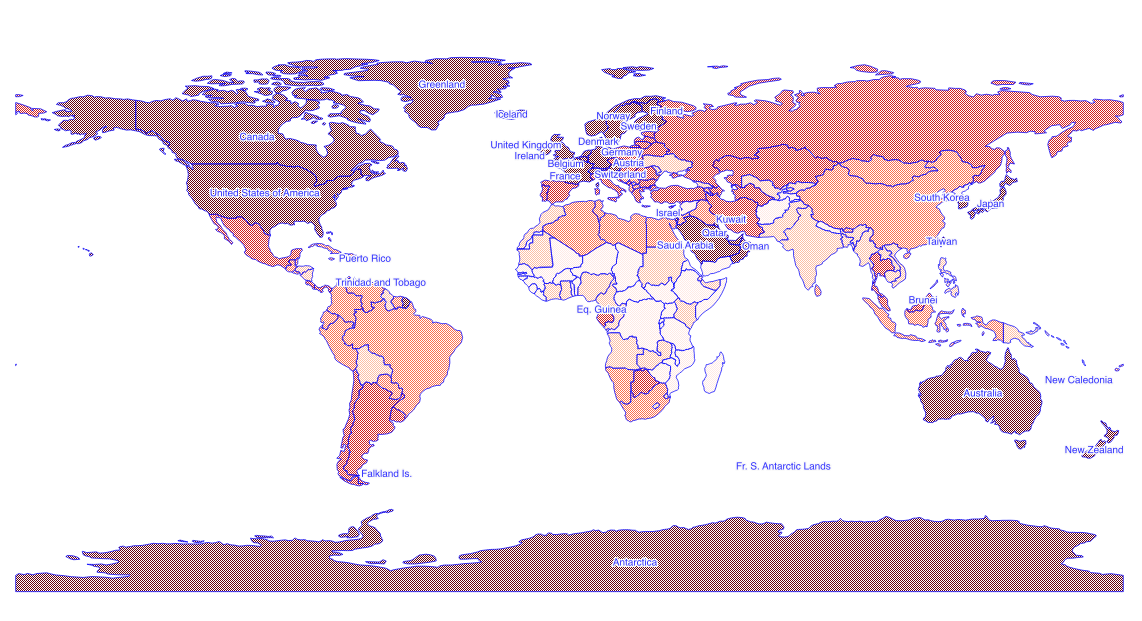 Greenland
Iceland
Norway
Finland
Sweden
Canada
Denmark
United Kingdom
Germany
Ireland
Belgium
Austria
France
Switzerland
United States of America
South Korea
Japan
Israel
Kuwait
Qatar
Taiwan
Saudi Arabia
Oman
Puerto Rico
Trinidad and Tobago
Brunei
Eq. Guinea
New Caledonia
Australia
New Zealand
Fr. S. Antarctic Lands
Falkland Is.
Antarctica